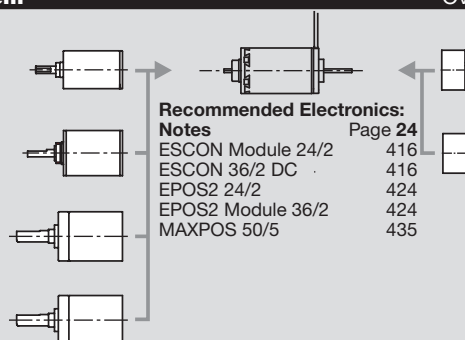 Recommended Electronics:
Notes Page 24
ESCON Module 24/2 416
ESCON 36/2 DC 416
EPOS2 24/2 424
EPOS2 Module 36/2 424
MAXPOS 50/5 435